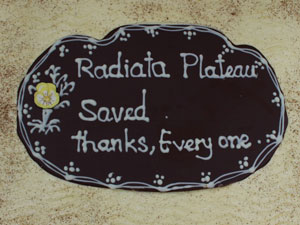 Radiata Plateau
Saved
thanks, Every one..